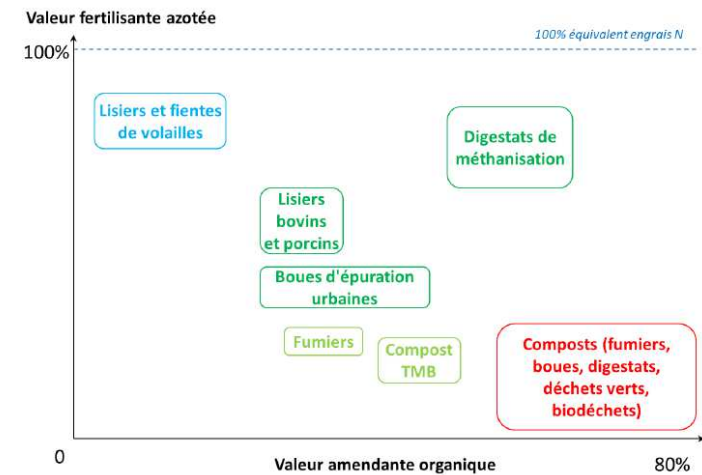 Valeur fertilisante azotée
100% équivalent engrais N
100%
Lisiers et fientes
de volailles
Digestats de
méthanisation
Lisiers
bovins
et porcins
Boues d'épuration
urbaines
Fumiers
Compost
TMB
Composts (fumiers,
boues, digestats,
déchets verts,
biodéchets)
0
Valeur amendante organique
80%